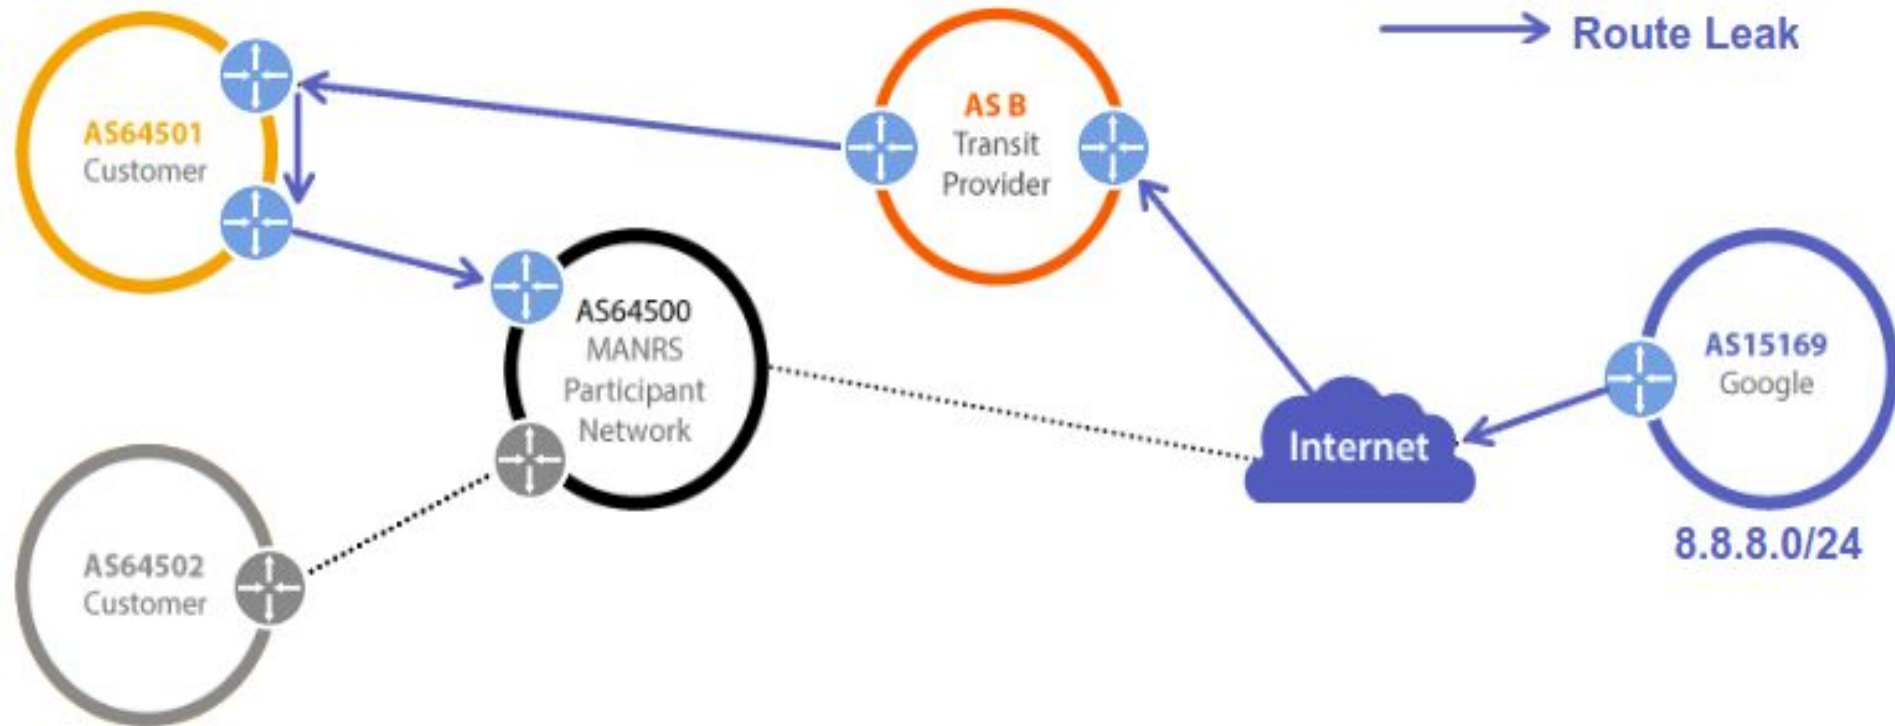 Route Leak
AS64501
Customer
AS B
Transit
Provider
AS64500
MANRS
Participant
Network
Internet
AS15169
Google
8.8.8.0/24
AS64502
Customer